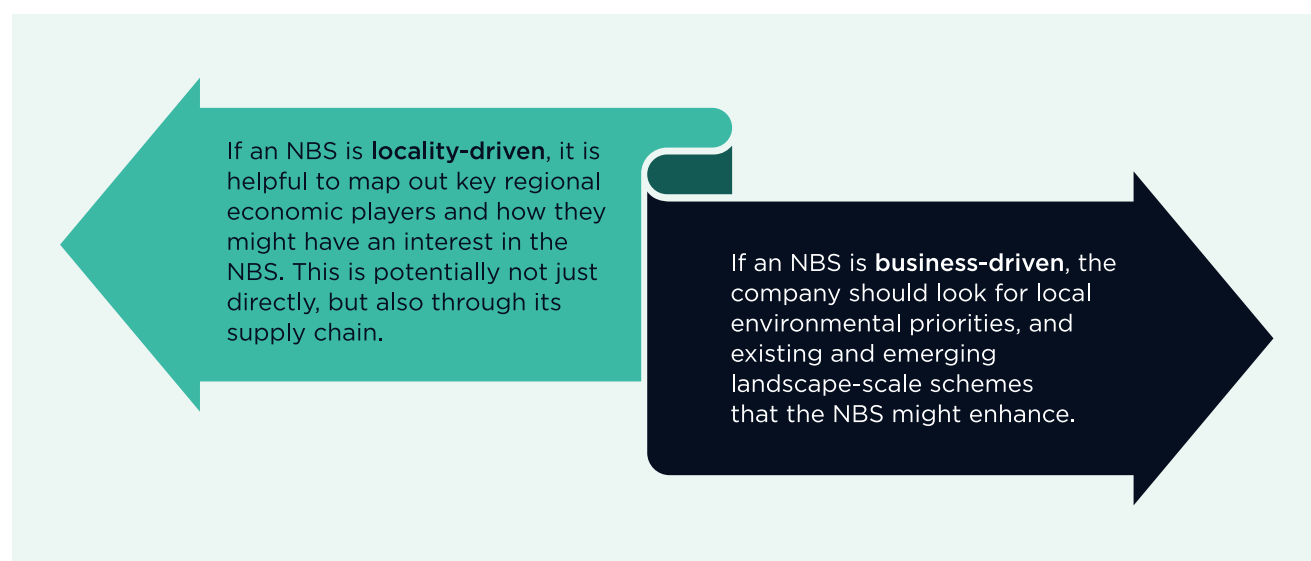 If an NBS is locality-driven, it is
helpful to map out key regional
economic players and how they
might have an interest in the
NBS. This is potentially not just
directly, but also through its
supply chain.
If an NBS is business-driven, the
company should look for local
environmental priorities, and
existing and emerging
landscape-scale schemes
that the NBS might enhance.